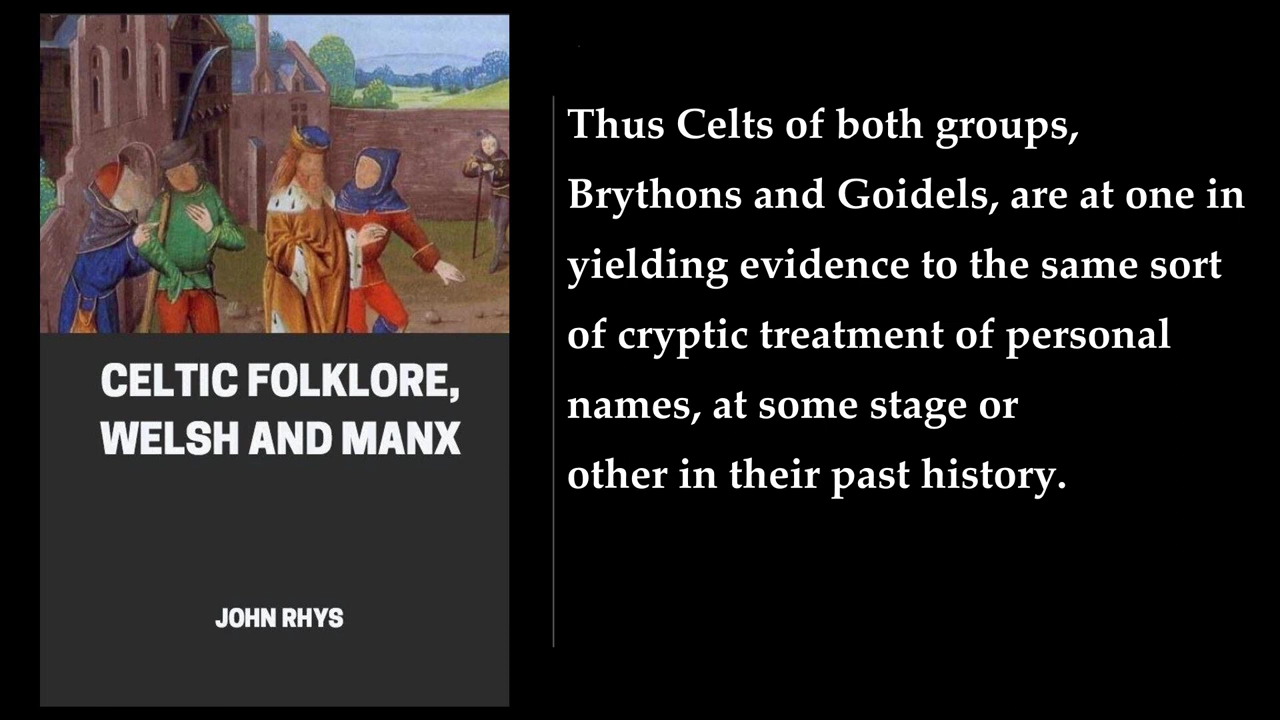 CELTIC FOLKLORE,
WELSH AND MANX
JOHN RHYS
Thus Celts of both groups,
Brythons and Goidels, are at one in
yielding evidence to the same sort
of cryptic treatment of personal
names, at some stage or
other in their past history.